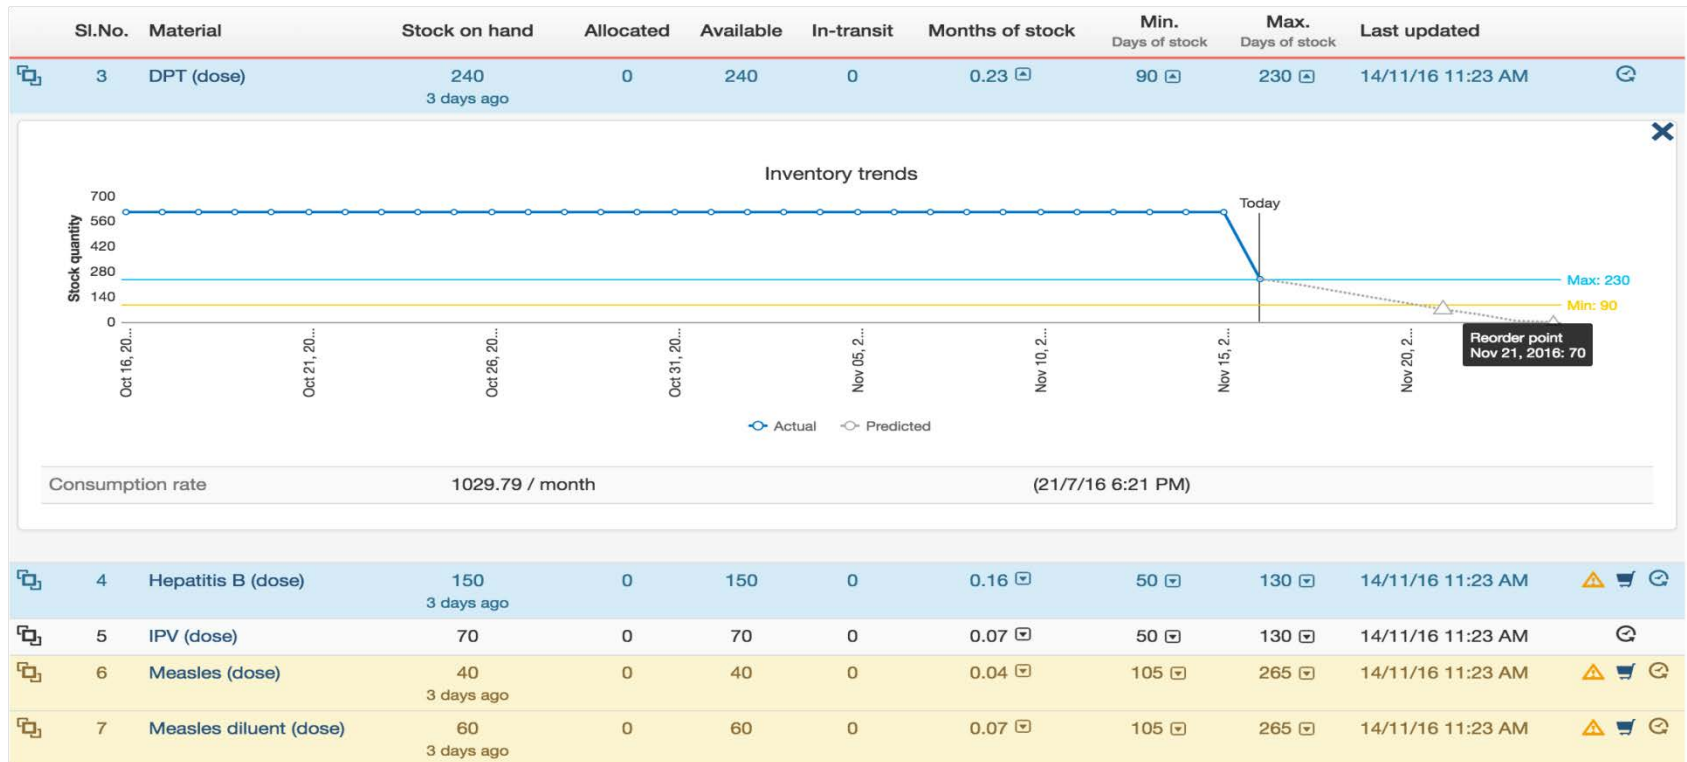 Sl.No. Material Stock on hand Allocated Available In-transit Months of stock Min. Max. Last updated
Days of stock Days of stock
3 DPT (dose) 240 0 240 0 0.23 90 230 14/11/16 11:23 AM
3 days ago
Inventory trends
Stock quantity
700
560
420
280
140
0
Today
Max: 230
Min: 90
Reorder point
Nov 21, 2016: 70
Oct 16, 20...
Oct 21, 20...
Oct 26, 20...
Oct 31, 20...
Nov 05, 2...
Nov 10, 2...
Nov 15, 2...
Nov 20, 2...
Actual Predicted
Consumption rate 1029.79 / month (21/7/16 6:21 PM)
4 Hepatitis B (dose) 150 0 150 0 0.16 50 130 14/11/16 11:23 AM
3 days ago
5 IPV (dose) 70 0 70 0 0.07 50 130 14/11/16 11:23 AM
6 Measles (dose) 40 0 40 0 0.04 105 265 14/11/16 11:23 AM
3 days ago
7 Measles diluent (dose) 60 0 60 0 0.07 105 265 14/11/16 11:23 AM
3 days ago